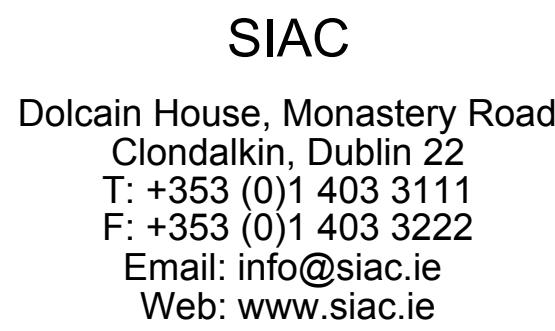 SIAC
Dolcain House, Monastery Road
Clondalkin, Dublin 22
T: +353 (0)1 403 3111
F: +353 (0)1 403 3222
Email: info@siac.ie
Web: www.siac.ie